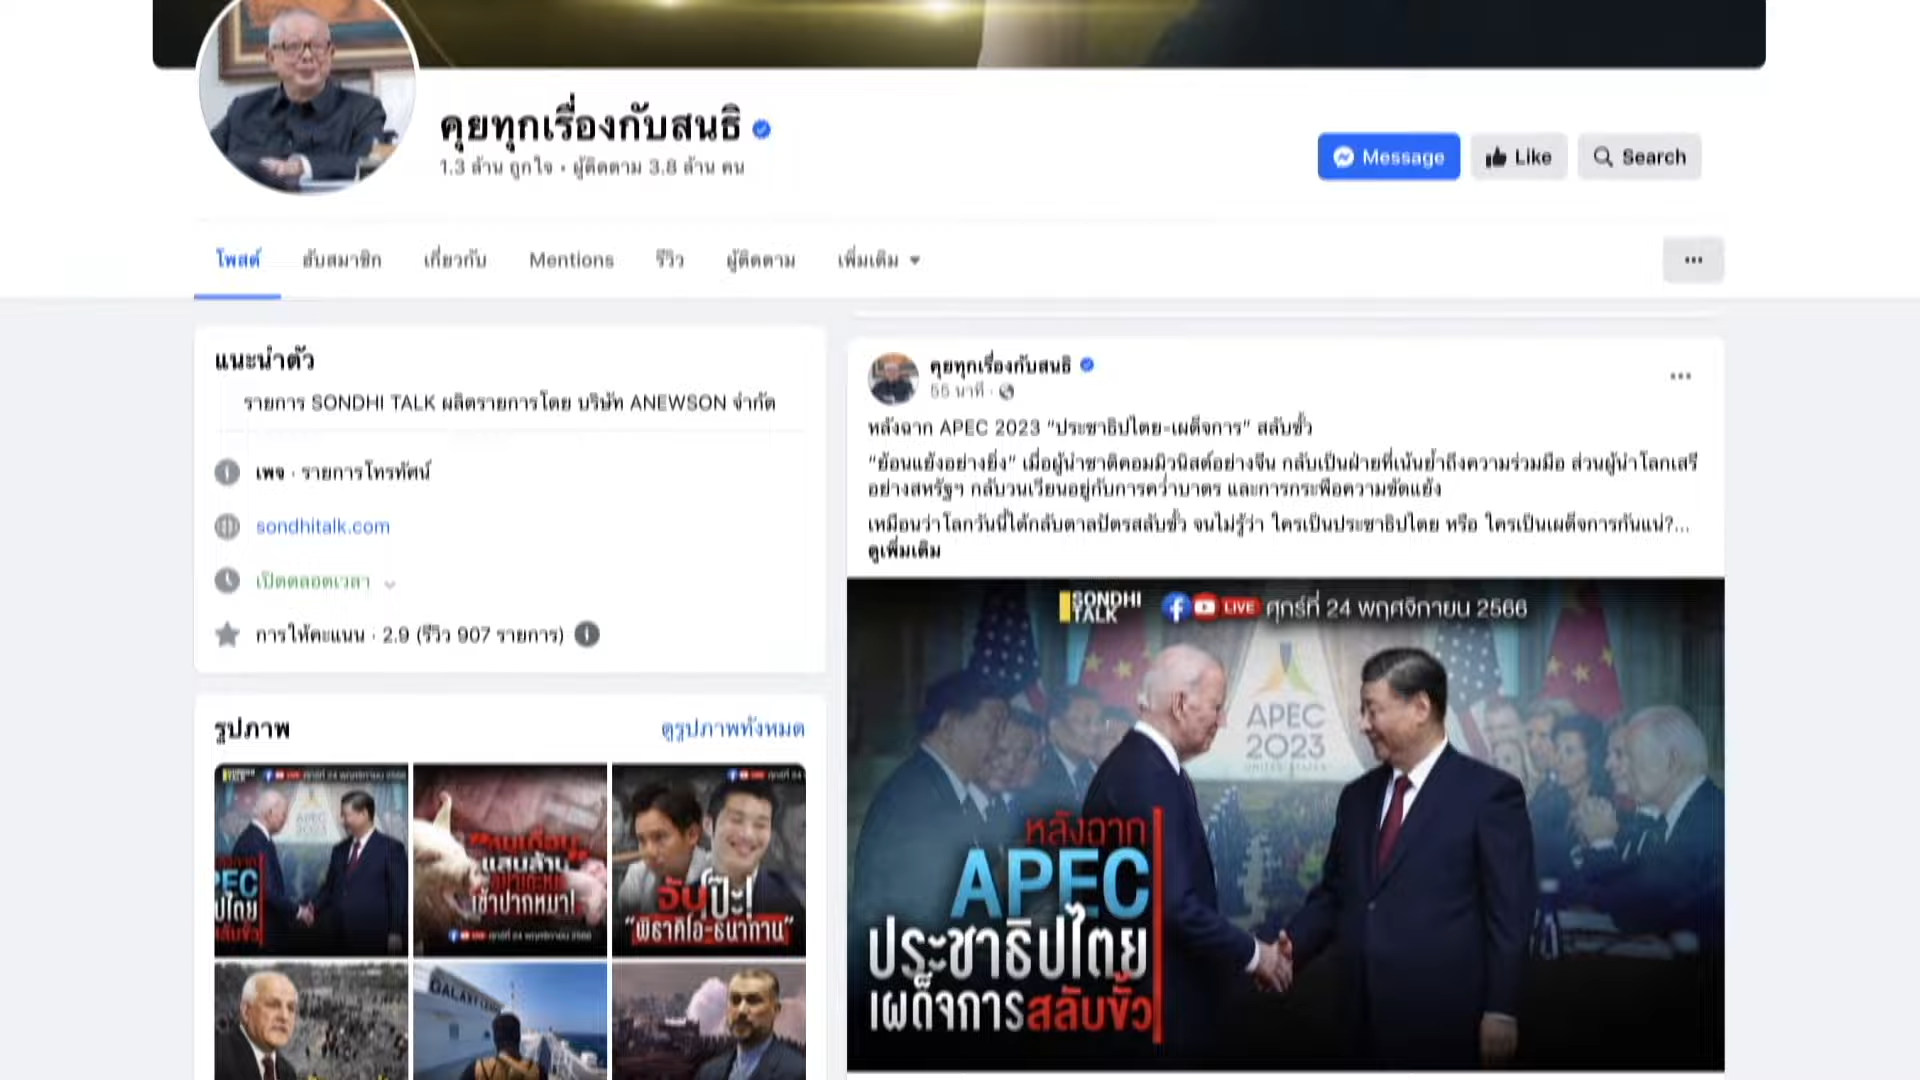 คุยทุกเรื่องกับสนธิ
1.3 ล้าน ถูกใจ • ผู้ติดตาม 3.8 ล้าน คน
Message
Like
Search
โพสต์
ฮับสมาชิก
เกี่ยวกับ
Mentions
รีวิว
ผู้ติดตาม
เพิ่มเติม
แนะนำตัว
รายการ SONDHI TALK ผลิตรายการโดย บริษัท ANEWSON จำกัด
เพจ · รายการโทรทัศน์
sondhitalk.com
เปิดตลอดเวลา
การให้คะแนน · 2.9 (รีวิว 907 รายการ)
รูปภาพ
ดูรูปภาพทั้งหมด
แสนล้าน
เข้าปากหมา!
จับโป๊ะ!
"พิธาคิโอ-ธนาทาน"
GALAXY
คุยทุกเรื่องกับสนธิ
55 นาที ·
หลังฉาก APEC 2023 "ประชาธิปไตย-เผด็จการ" สลับขั้ว
"ย้อนแย้งอย่างยิ่ง" เมื่อผู้นำชาติคอมมิวนิสต์อย่างจีน กลับเป็นฝ่ายที่เน้นย้ำถึงความร่วมมือ ส่วนผู้นำโลกเสรี
อย่างสหรัฐฯ กลับวนเวียนอยู่กับการคว่ำบาตร และการกระพือความขัดแย้ง
เหมือนว่าโลกวันนี้ได้กลับตาลปัตรสลับขั้ว จนไม่รู้ว่า ใครเป็นประชาธิปไตย หรือ ใครเป็นเผด็จการกันแน่?...
ดูเพิ่มเติม
SONDHI
TALK
LIVE ศุกร์ที่ 24 พฤศจิกายน 2566
APEC
2023
UNITED STATES
หลังฉาก
APEC
ประชาธิปไตย
เผด็จการสลับขั้ว